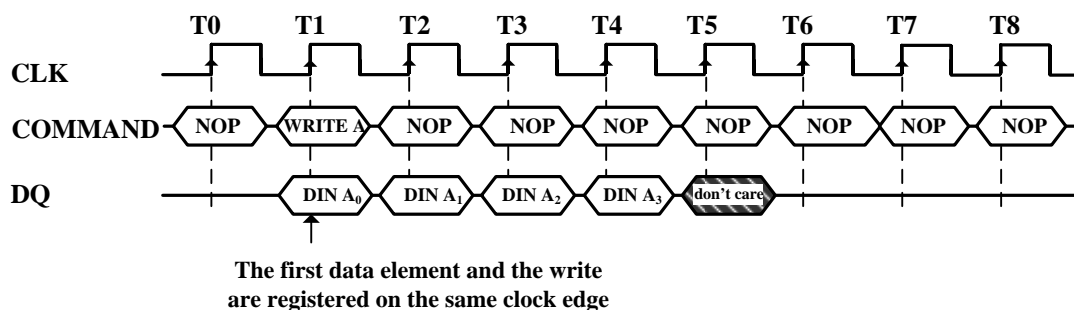 T0 T1 T2 T3 T4 T5 T6 T7 T8
CLK
COMMAND NOP WRITE A NOP NOP NOP NOP NOP NOP NOP
DQ DIN A0 DIN A1 DIN A2 DIN A3 don't care
The first data element and the write
are registered on the same clock edge